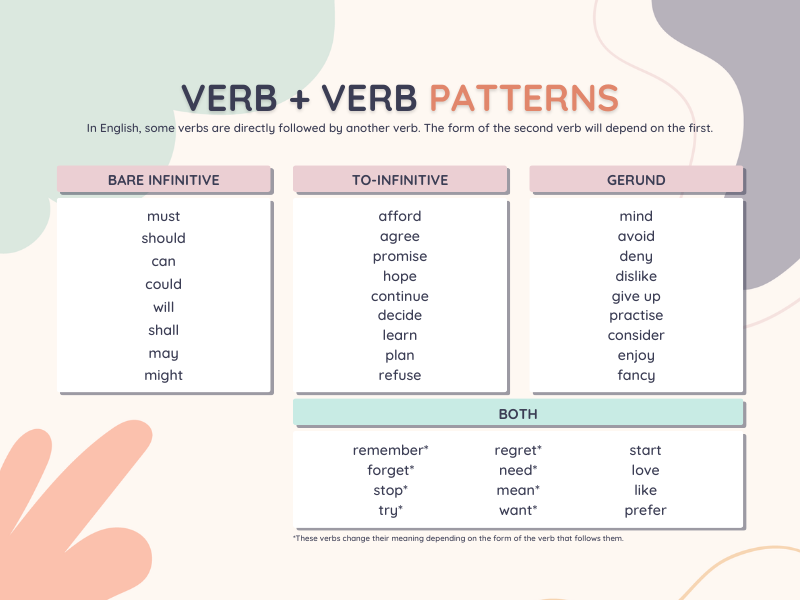 VERB + VERB PATTERNS
In English, some verbs are directly followed by another verb. The form of the second verb will depend on the first.
BARE INFINITIVE
must
should
can
could
will
shall
may
might
TO-INFINITIVE
afford
agree
promise
hope
continue
decide
learn
plan
refuse
GERUND
mind
avoid
deny
dislike
give up
practise
consider
enjoy
fancy
BOTH
remember*
forget*
stop*
try*
regret*
need*
mean*
want*
start
love
like
prefer
*These verbs change their meaning depending on the form of the verb that follows them.